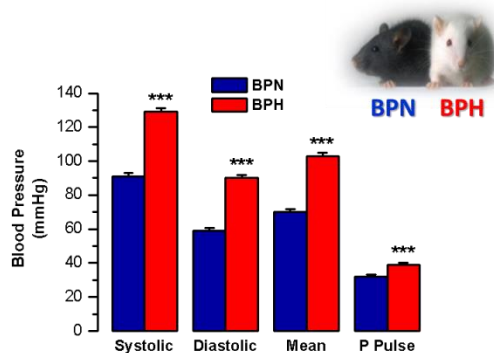 BPN
BPH
BPN BPH
Blood Pressure
(mmHg)
140
120
100
80
60
40
20
0
***
***
***
***
Systolic Diastolic Mean P Pulse